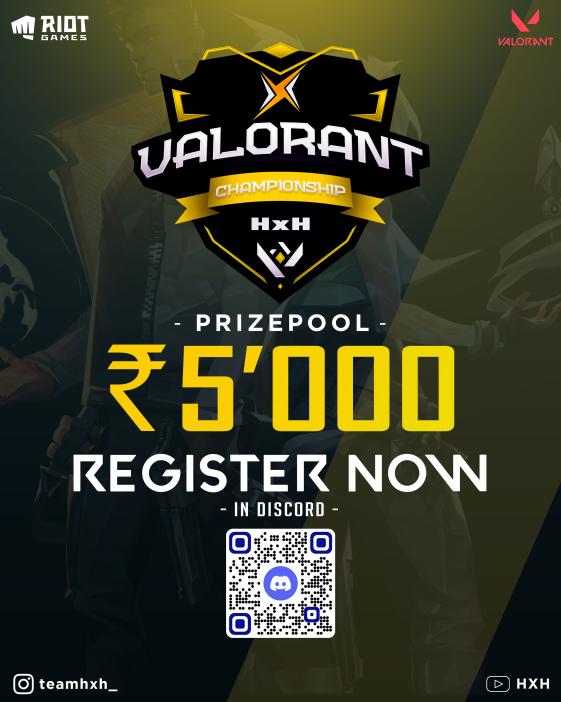 RIOT
GAMES
VALORANT
VALORANT
CHAMPIONSHIP
HxH
- PRIZEPOOL -
₹5'000
REGISTER NOW
- IN DISCORD -
teamhxh_
HXH